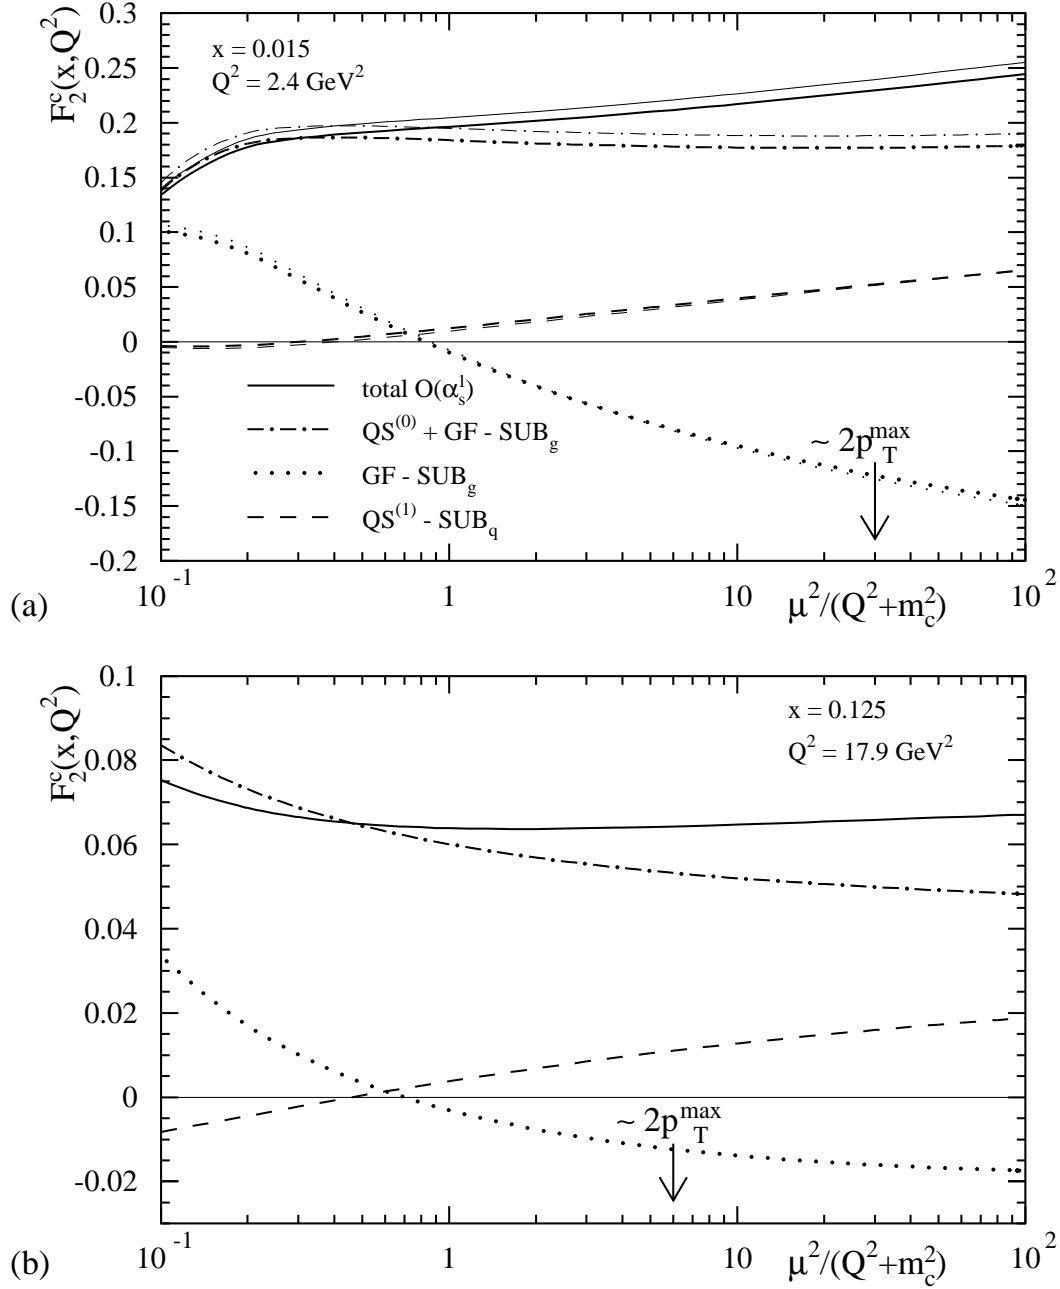 F₂ᶜ(x,Q²)
0.3
0.25
0.2
0.15
0.1
0.05
0
-0.05
-0.1
-0.15
-0.2
x = 0.015
Q² = 2.4 GeV²
total O(αₛ¹)
QS⁽⁰⁾ + GF - SUB_g
GF - SUB_g
QS⁽¹⁾ - SUB_q
~ 2p_T^max
(a)
10⁻¹
1
10
μ²/(Q²+m_c²)
10²
F₂ᶜ(x,Q²)
0.1
0.08
0.06
0.04
0.02
0
-0.02
x = 0.125
Q² = 17.9 GeV²
~ 2p_T^max
(b)
10⁻¹
1
10
μ²/(Q²+m_c²)
10²